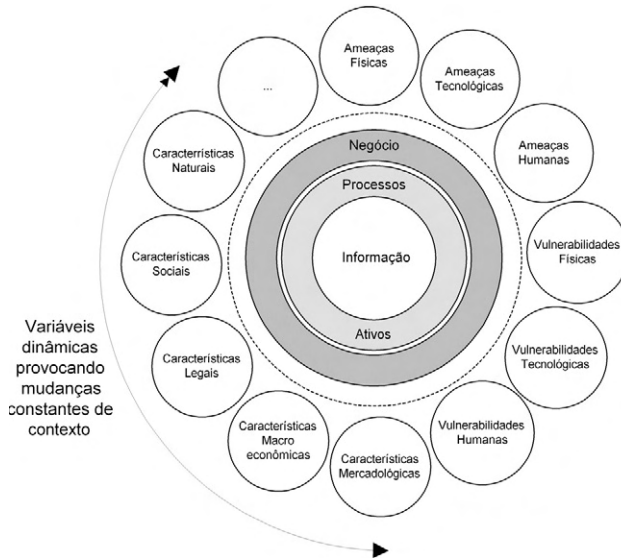 Ameaças
Físicas
Ameaças
Tecnológicas
...
Ameaças
Humanas
Caracterrísticas
Naturais
Negócio
Processos
Informação
Ativos
Vulnerabilidades
Físicas
Características
Sociais
Vulnerabilidades
Tecnológicas
Características
Legais
Vulnerabilidades
Humanas
Características
Macro
econômicas
Características
Mercadológicas
Variáveis
dinâmicas
provocando
mudanças
constantes de
contexto